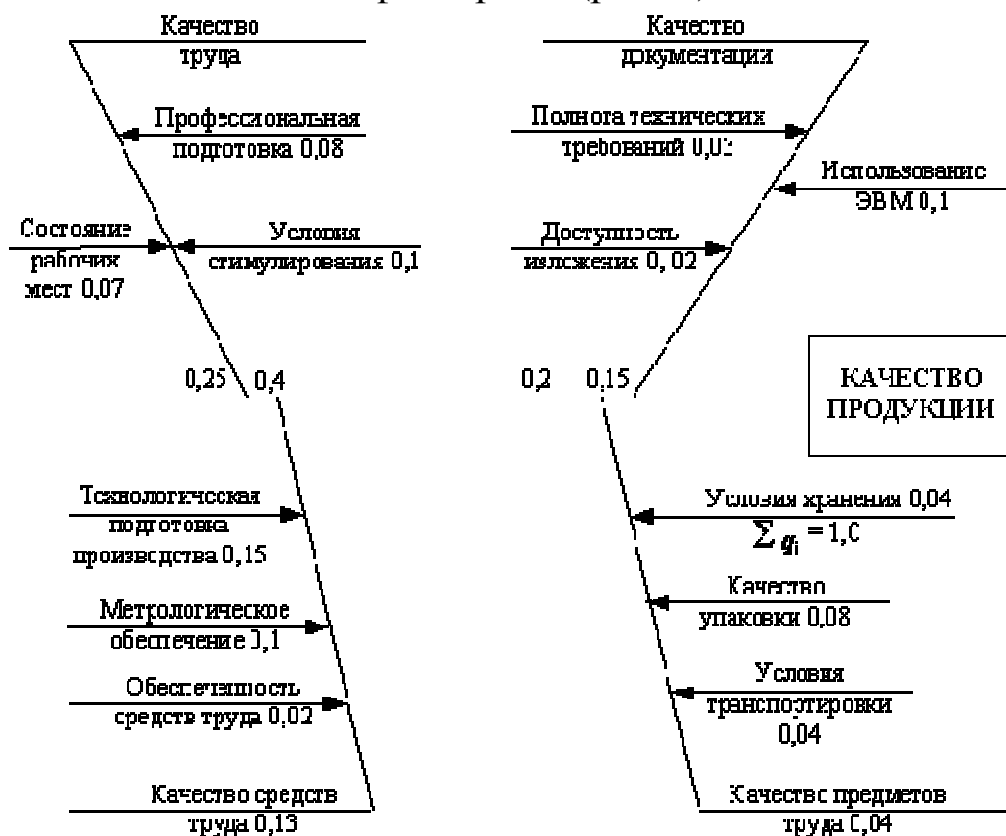 Качество
труда
Профессиональная
подготовка 0,08
Состояние
рабочих
мест 0,07
Условия
стимулирования 0,1
Качество
документации
Полнота технических
требований
Использование
ЭВМ 0,1
Доступность
изложения 0, 02
0,25 0,4
0,2 0,15
КАЧЕСТВО
ПРОДУКЦИИ
Технологическая
подготовка
производства 0,15
Метрологическое
обеспечение
Обеспеченность
средств труда 0,02
Качество средств
труда 0,13
Условия хранения 0,04
∑ gi = 1,0
Качество
упаковки 0,08
Условия
транспортировки
0,04
Качество предметов
труда 0,04